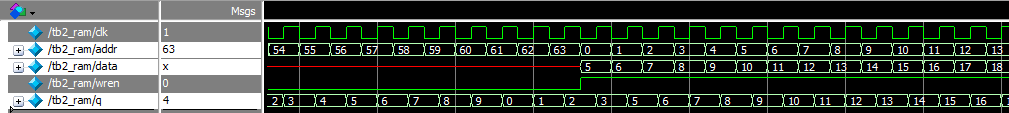 Msgs
/tb2_ram/clk 1
/tb2_ram/addr 63 54 55 56 57 58 59 60 61 62 63 0 1 2 3 4 5 6 7 8 9 10 11 12 13
/tb2_ram/data x 5 6 7 8 9 10 11 12 13 14 15 16 17 18
/tb2_ram/wren 0
/tb2_ram/q 4 2 3 4 5 6 7 8 9 0 1 2 3 5 6 7 8 9 10 11 12 13 14 15 16